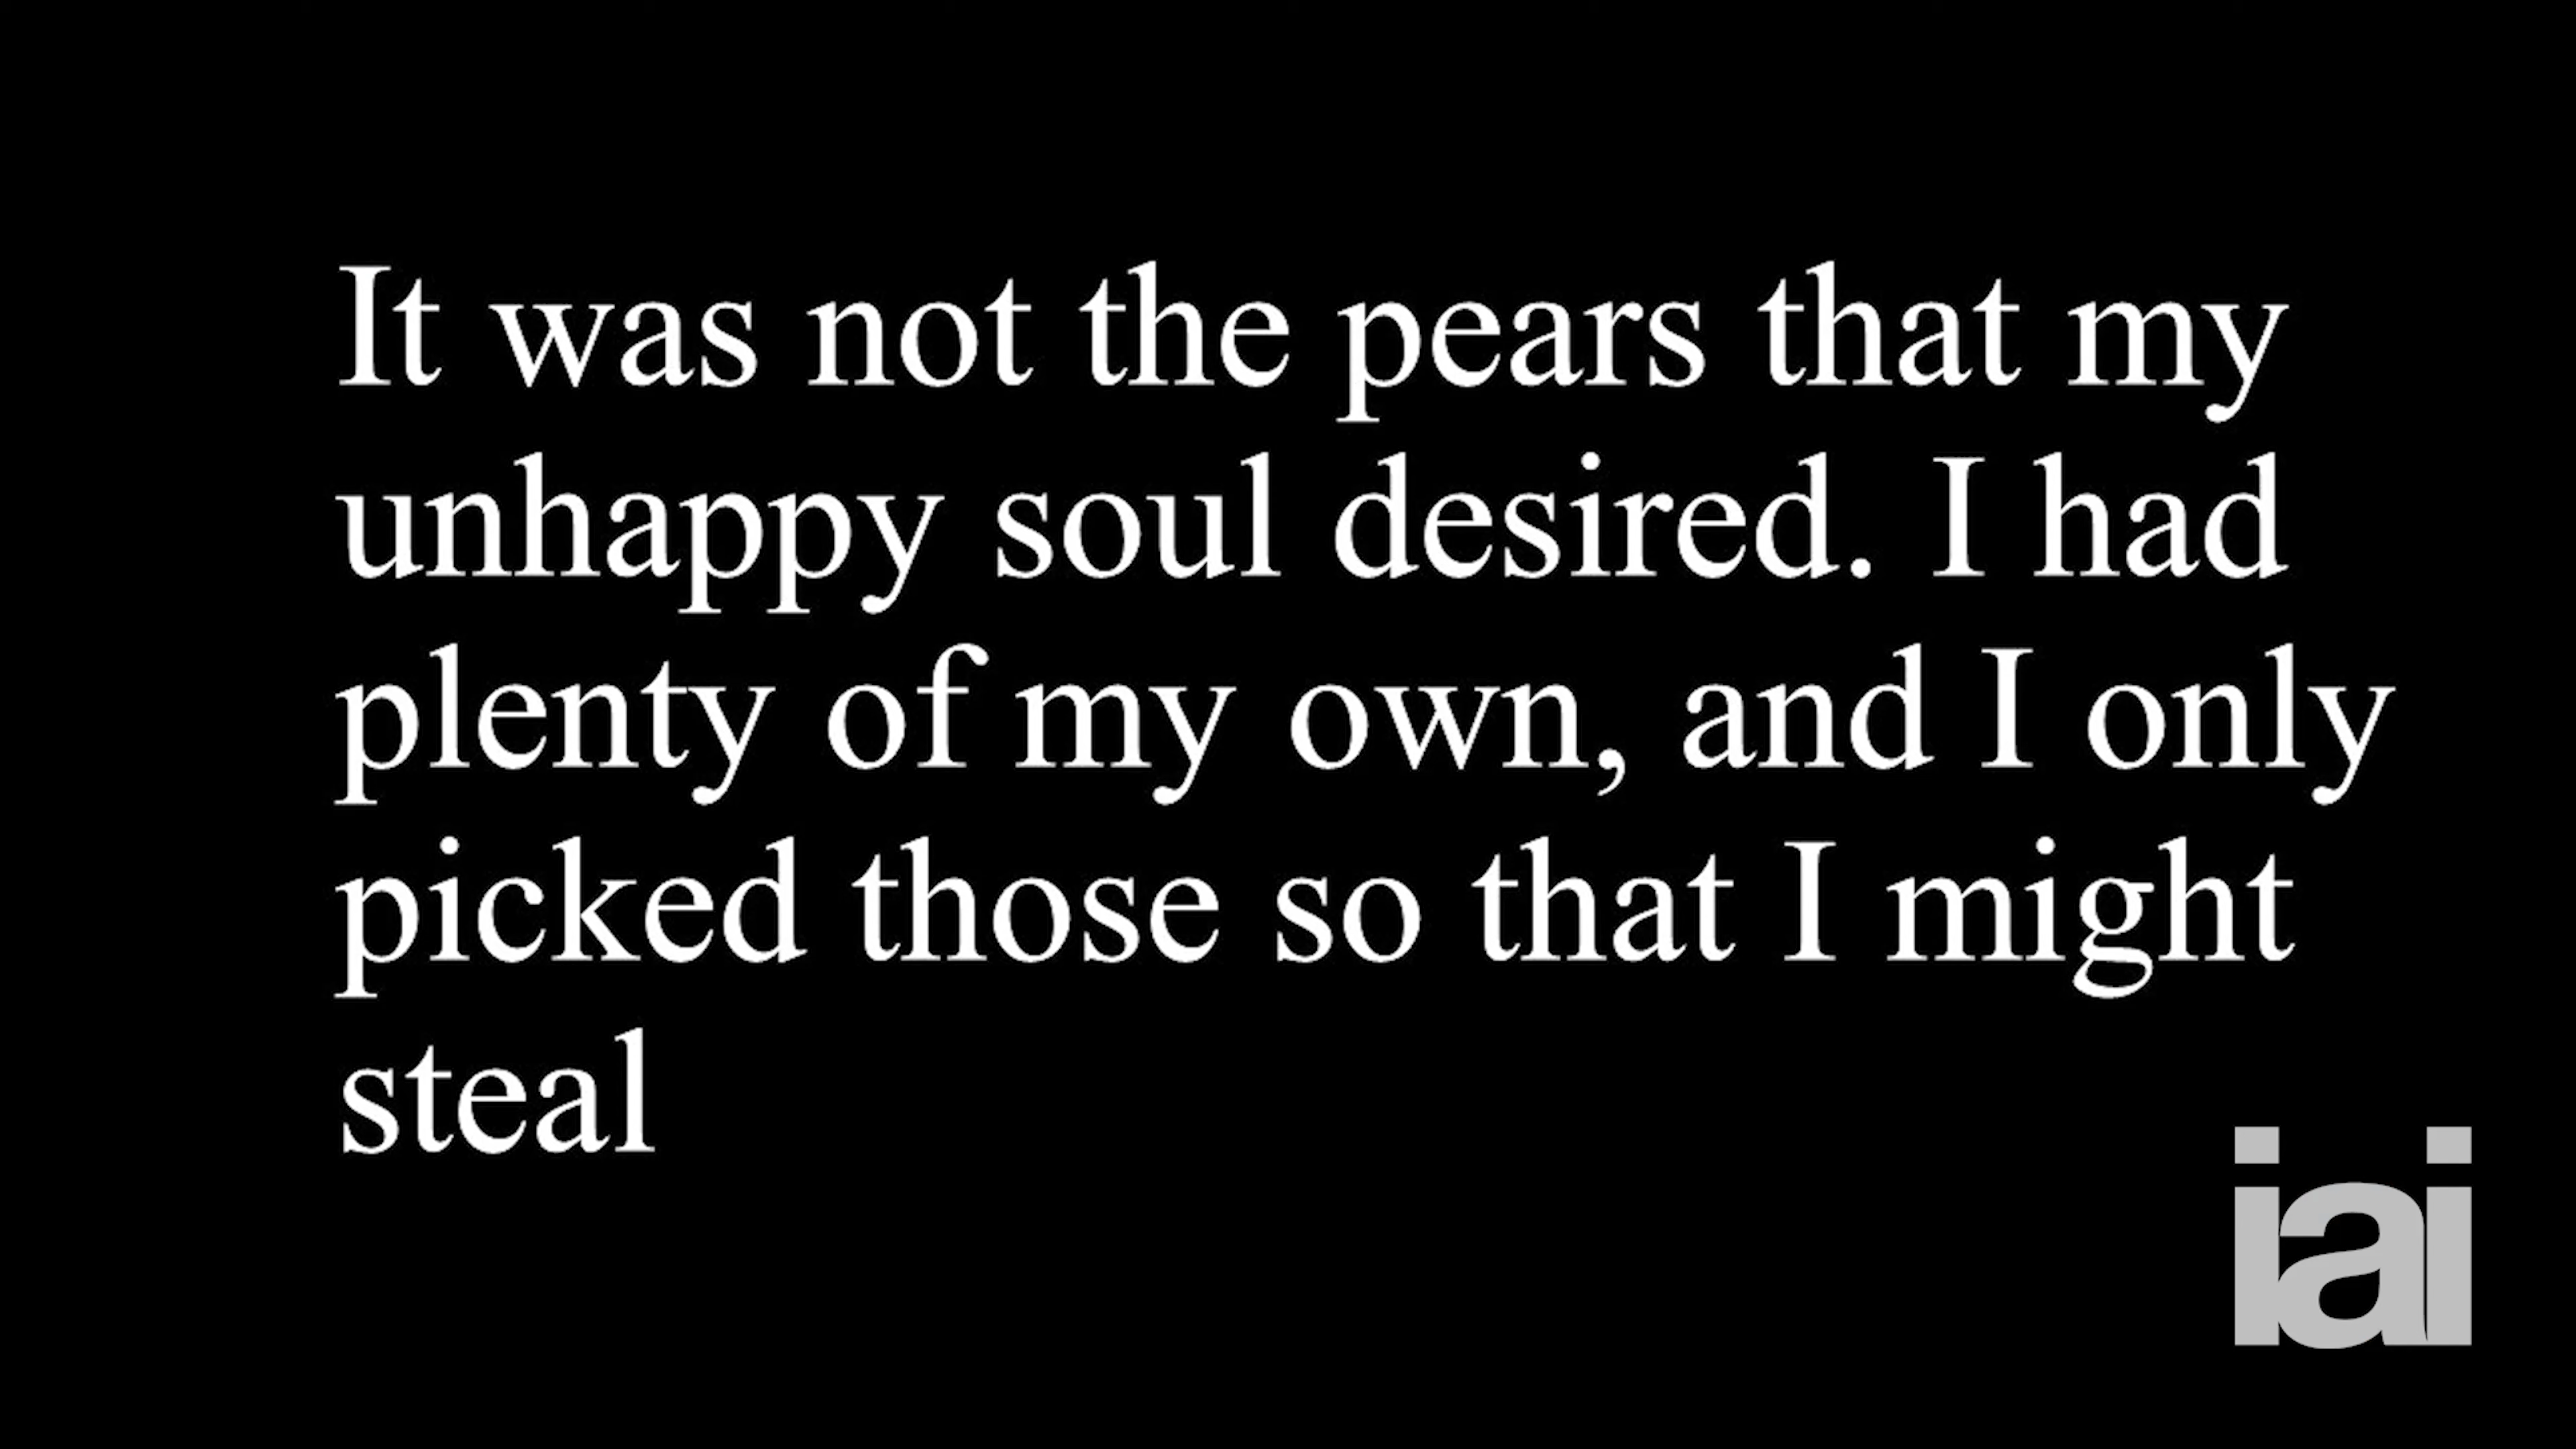 It was not the pears that my
unhappy soul desired. I had
plenty of my own, and I only
picked those so that I might
steal
iai